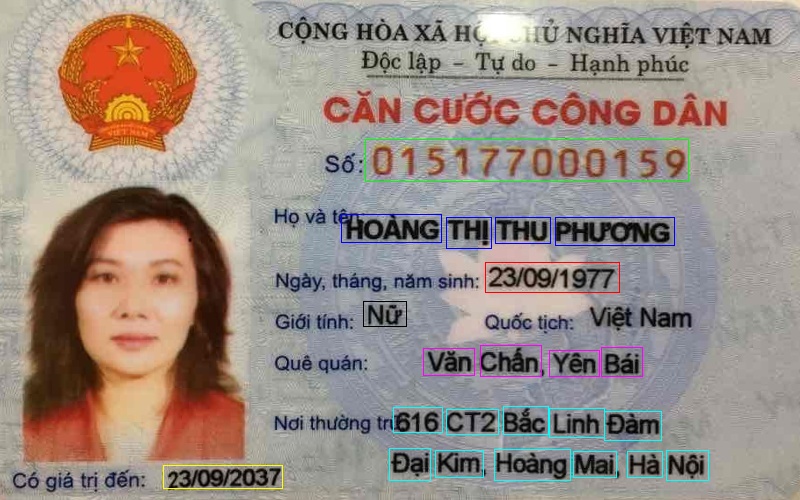 CỘNG HÒA XÃ HỘI CHỦ NGHĨA VIỆT NAM
Độc lập - Tự do - Hạnh phúc
CĂN CƯỚC CÔNG DÂN
Số: 015177000159
Họ và tên HOÀNG THỊ THU PHƯƠNG
Ngày, tháng, năm sinh: 23/09/1977
Giới tính: Nữ Quốc tịch: Việt Nam
Quê quán: Văn Chấn, Yên Bái
Nơi thường trú 616 CT2 Bắc Linh Đàm
Đại Kim, Hoàng Mai, Hà Nội
Có giá trị đến: 23/09/2037